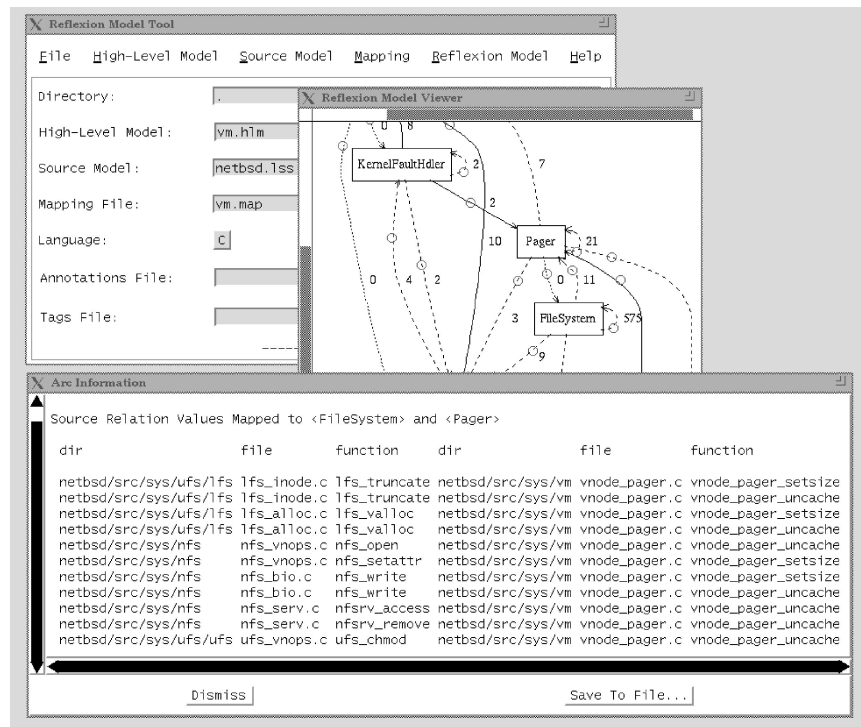 Reflexion Model Tool
File High-Level Model Source Model Mapping Reflexion Model Help
Directory: .
High-Level Model: vm.hlm
Source Model: netbsd.lss
Mapping File: vm.map
Language: C
Annotations File:
Tags File:
Reflexion Model Viewer
0 8
KernelFaultHdler 2 7
2
10 Pager 21
0 4 2 0 11
3 FileSystem 575
9
Arc Information
Source Relation Values Mapped to <FileSystem> and <Pager>
dir file function dir file function
netbsd/src/sys/ufs/lfs lfs_inode.c lfs_truncate netbsd/src/sys/vm vnode_pager.c vnode_pager_setsize
netbsd/src/sys/ufs/lfs lfs_inode.c lfs_truncate netbsd/src/sys/vm vnode_pager.c vnode_pager_uncache
netbsd/src/sys/ufs/lfs lfs_alloc.c lfs_valloc netbsd/src/sys/vm vnode_pager.c vnode_pager_setsize
netbsd/src/sys/ufs/lfs lfs_alloc.c lfs_valloc netbsd/src/sys/vm vnode_pager.c vnode_pager_uncache
netbsd/src/sys/nfs nfs_vnops.c nfs_open netbsd/src/sys/vm vnode_pager.c vnode_pager_uncache
netbsd/src/sys/nfs nfs_vnops.c nfs_setattr netbsd/src/sys/vm vnode_pager.c vnode_pager_setsize
netbsd/src/sys/nfs nfs_bio.c nfs_write netbsd/src/sys/vm vnode_pager.c vnode_pager_setsize
netbsd/src/sys/nfs nfs_bio.c nfs_write netbsd/src/sys/vm vnode_pager.c vnode_pager_uncache
netbsd/src/sys/nfs nfs_serv.c nfsrv_access netbsd/src/sys/vm vnode_pager.c vnode_pager_uncache
netbsd/src/sys/nfs nfs_serv.c nfsrv_remove netbsd/src/sys/vm vnode_pager.c vnode_pager_uncache
netbsd/src/sys/ufs/ufs ufs_vnops.c ufs_chmod netbsd/src/sys/vm vnode_pager.c vnode_pager_uncache
Dismiss Save To File...